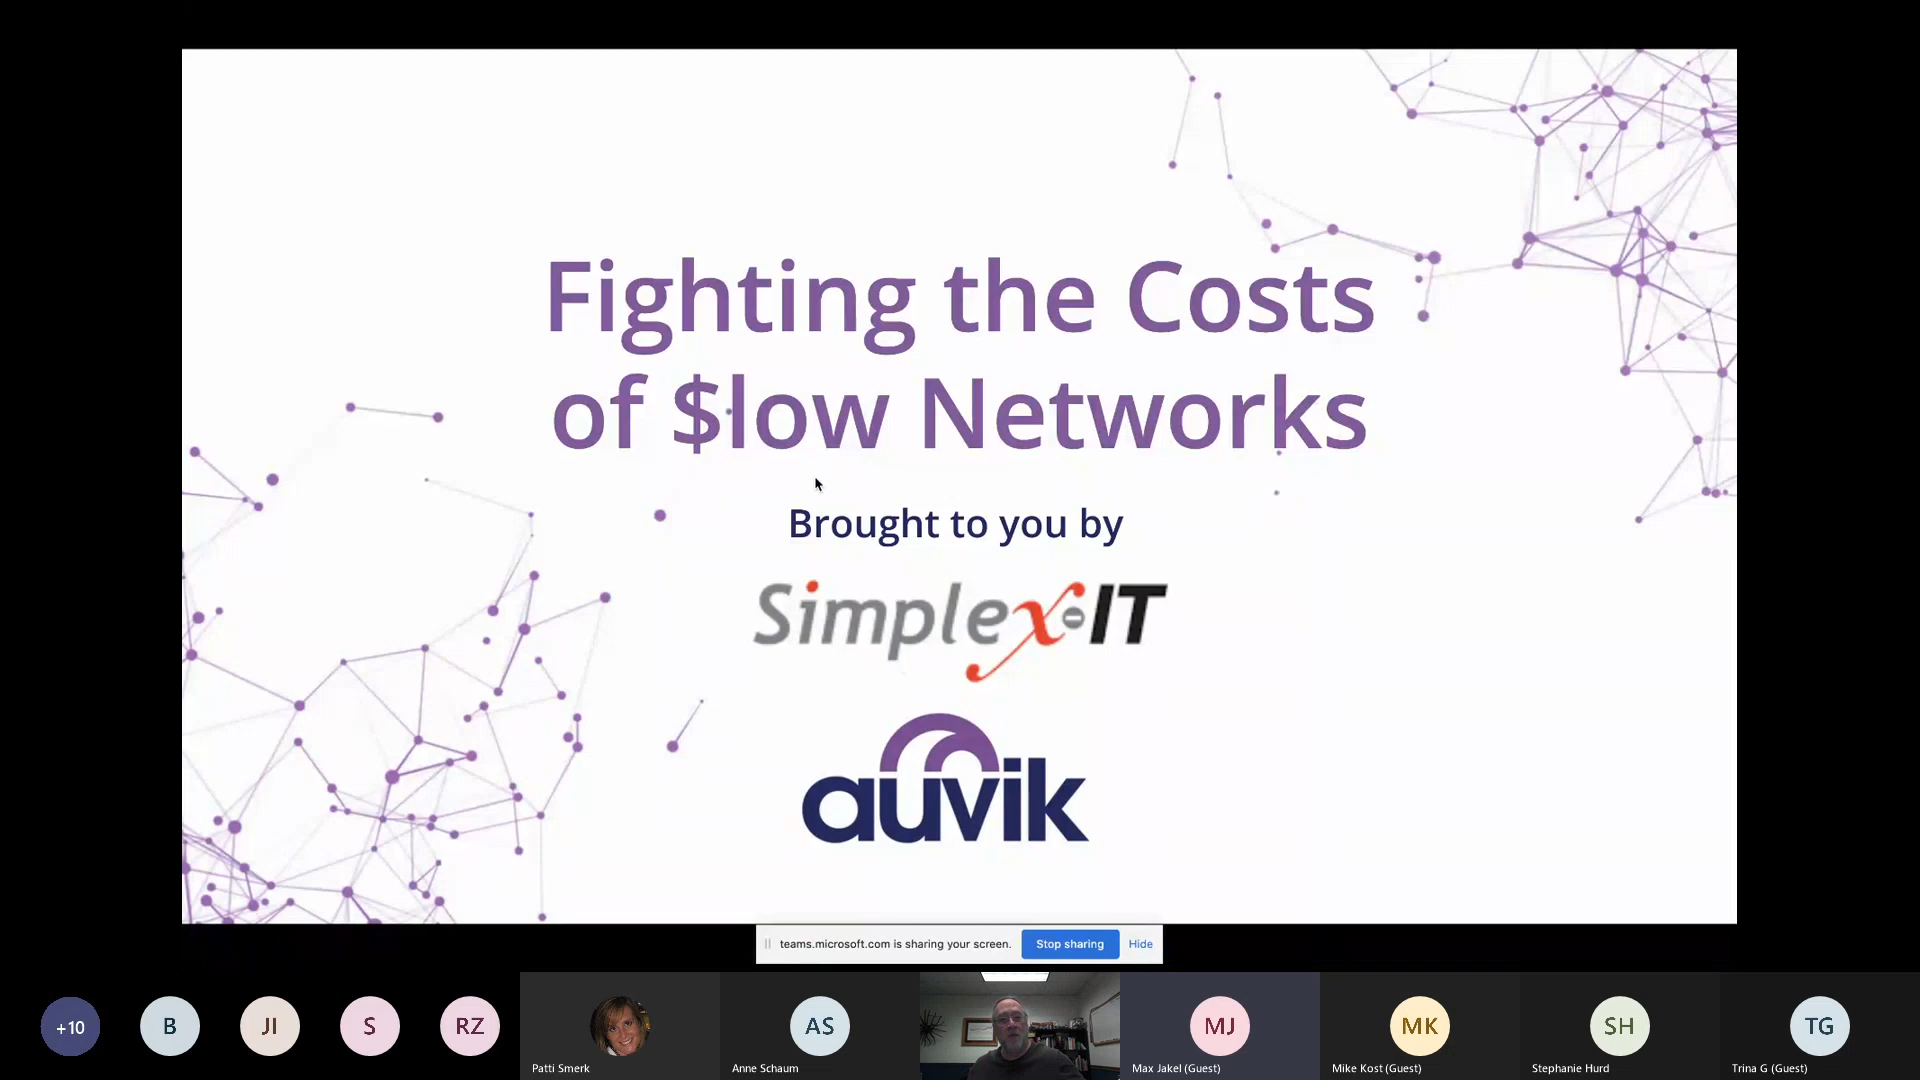 Fighting the Costs
of $low Networks
Brought to you by
Simplex-IT
auvik
teams.microsoft.com is sharing your screen.
Stop sharing
Hide
+10
B
JI
S
RZ
Patti Smerk
AS
Anne Schaum
MJ
Max Jakel (Guest)
MK
Mike Kost (Guest)
SH
Stephanie Hurd
TG
Trina G (Guest)